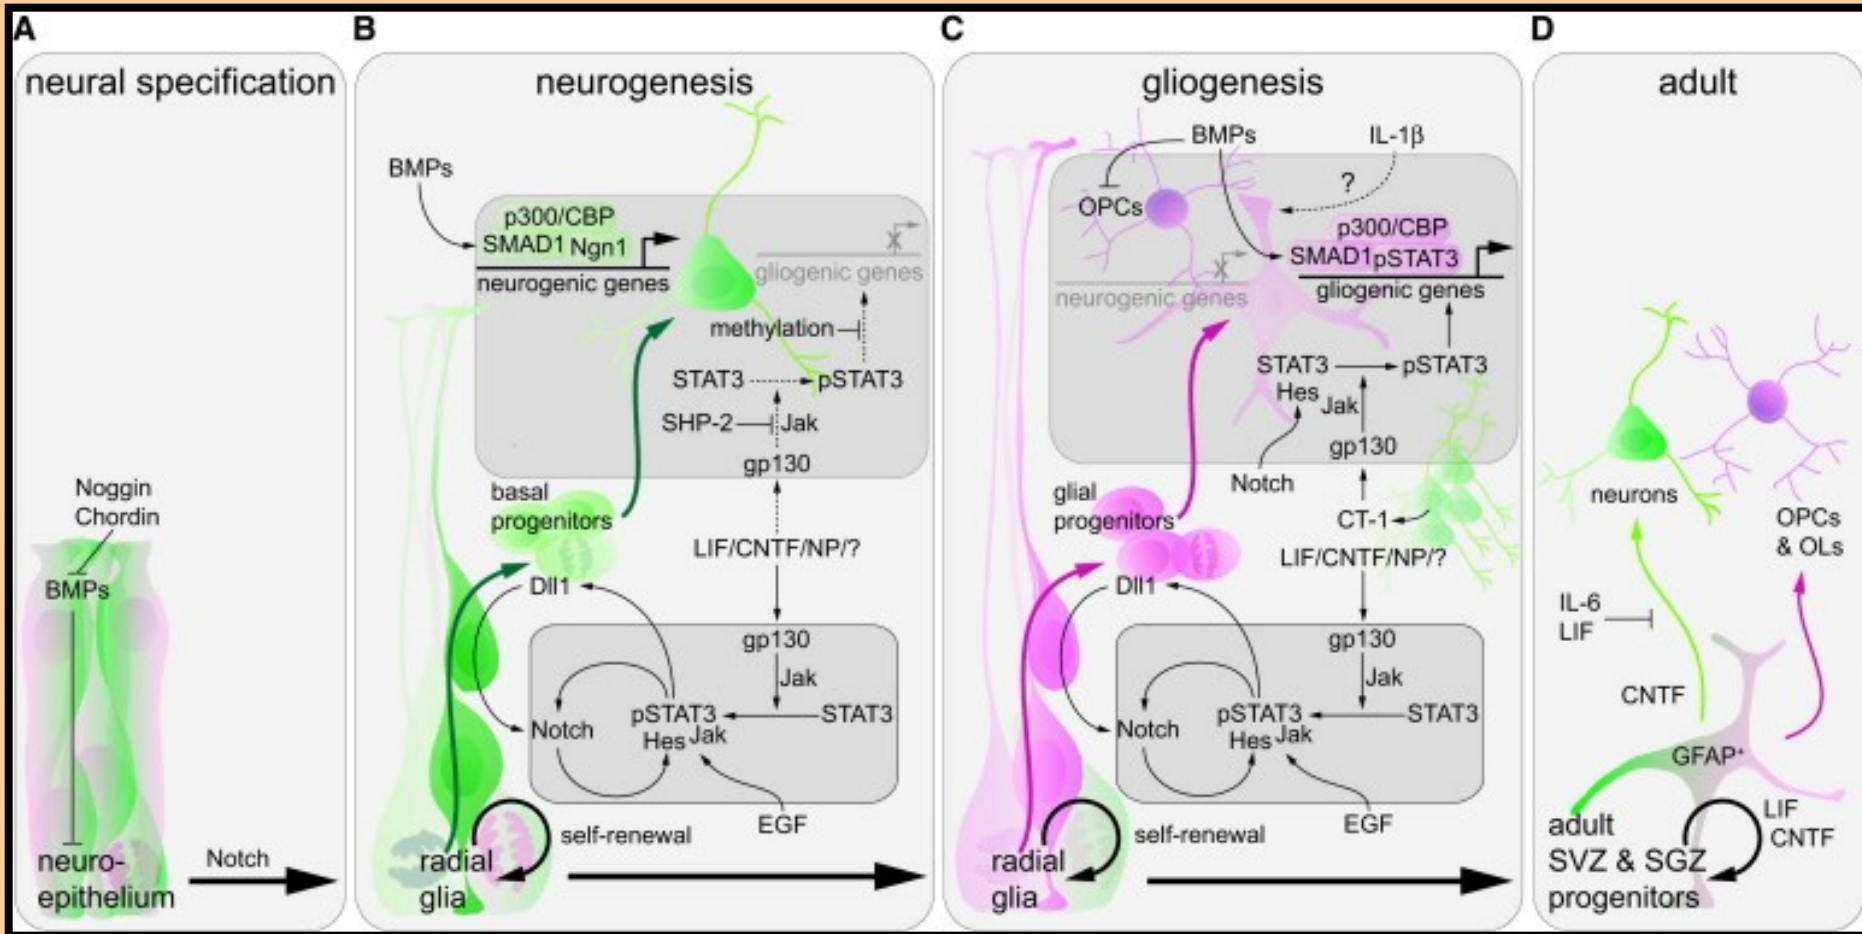 A
neural specification
Noggin
Chordin
BMPs
neuro-
epithelium
Notch
B
neurogenesis
BMPs
p300/CBP
SMAD1 Ngn1
neurogenic genes
gliogenic genes
methylation
STAT3
pSTAT3
SHP-2
Jak
gp130
basal
progenitors
LIF/CNTF/NP/?
Dll1
gp130
Jak
Notch
pSTAT3
STAT3
Hes Jak
EGF
self-renewal
radial
glia
C
gliogenesis
BMPs
IL-1β
?
OPCs
p300/CBP
SMAD1 pSTAT3
neurogenic genes
gliogenic genes
STAT3
pSTAT3
Hes
Jak
gp130
Notch
glial
progenitors
CT-1
LIF/CNTF/NP/?
Dll1
gp130
Jak
Notch
pSTAT3
STAT3
Hes Jak
EGF
self-renewal
radial
glia
D
adult
neurons
OPCs
& OLs
IL-6
LIF
CNTF
GFAP⁺
LIF
CNTF
adult
SVZ & SGZ
progenitors